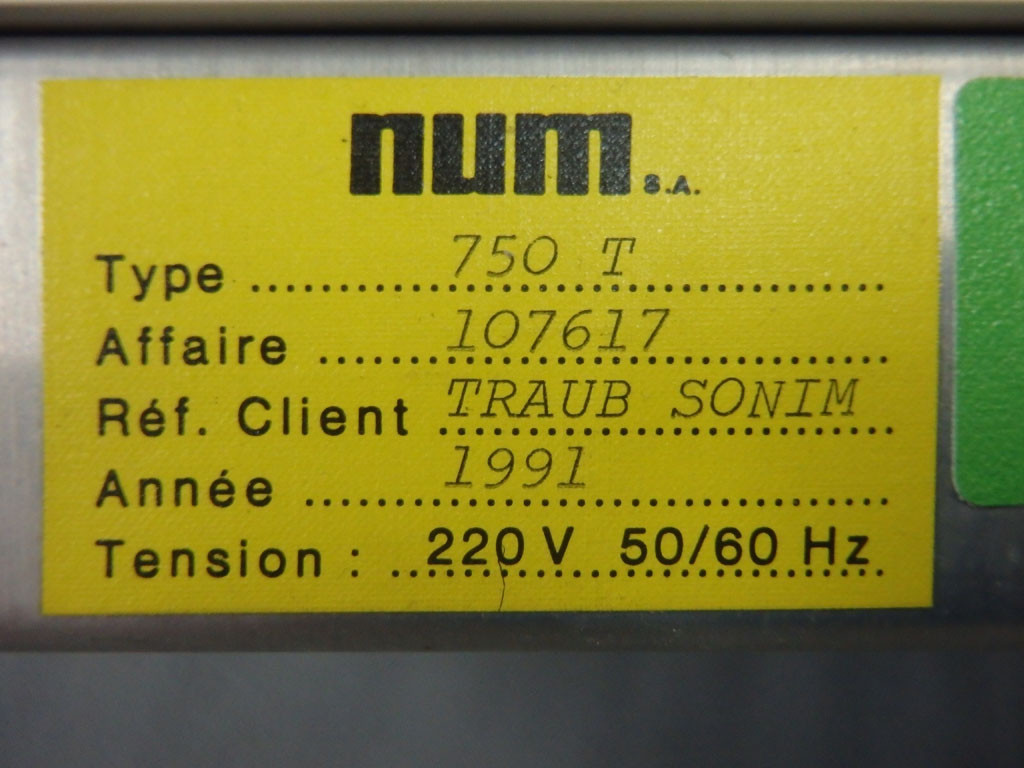 num S.A.
Type ........ 750 T
Affaire ........ 107617
Réf. Client ........ TRAUB SONIM
Année ........ 1991
Tension : ........ 220 V 50/60 Hz